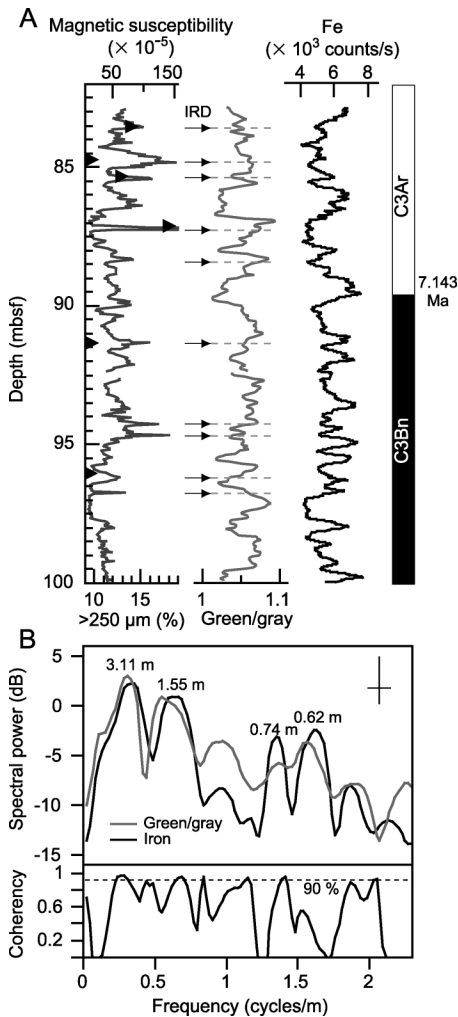 A
Magnetic susceptibility
(× 10⁻⁵)
50 150
Fe
(× 10³ counts/s)
4 6 8
IRD
85
90
95
100
Depth (mbsf)
C3Ar
7.143
Ma
C3Bn
10 15
>250 µm (%)
1 1.1
Green/gray
B
5
0
-5
-10
-15
Spectral power (dB)
3.11 m
1.55 m
0.74 m
0.62 m
Green/gray
Iron
1
0.6
0.2
Coherency
90 %
0 0.5 1 1.5 2
Frequency (cycles/m)